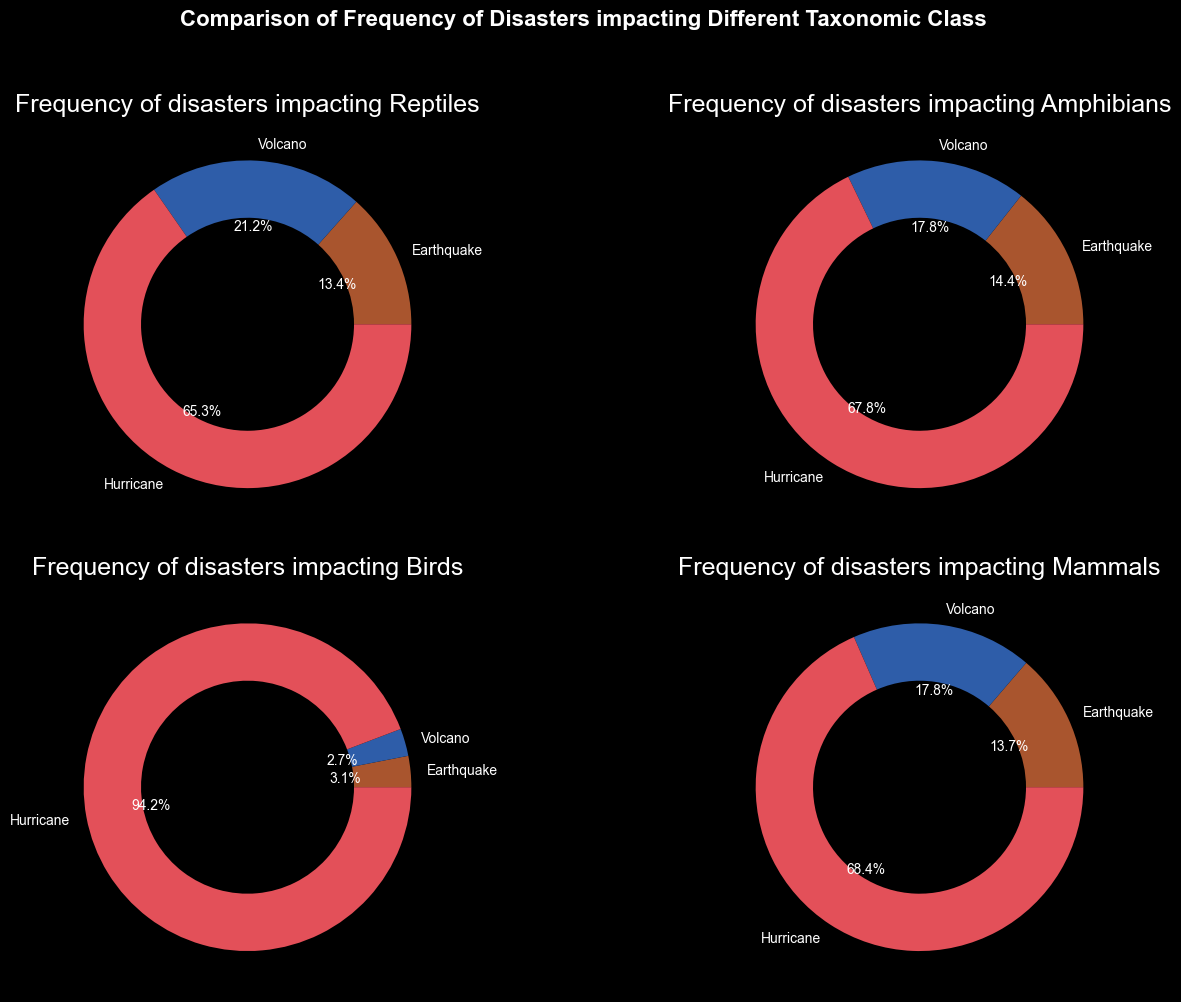 Comparison of Frequency of Disasters impacting Different Taxonomic Class
Frequency of disasters impacting Reptiles
Volcano
21.2%
Earthquake
13.4%
65.3%
Hurricane
Frequency of disasters impacting Amphibians
Volcano
17.8%
Earthquake
14.4%
67.8%
Hurricane
Frequency of disasters impacting Birds
Volcano
2.7%
Earthquake
3.1%
94.2%
Hurricane
Frequency of disasters impacting Mammals
Volcano
17.8%
Earthquake
13.7%
68.4%
Hurricane